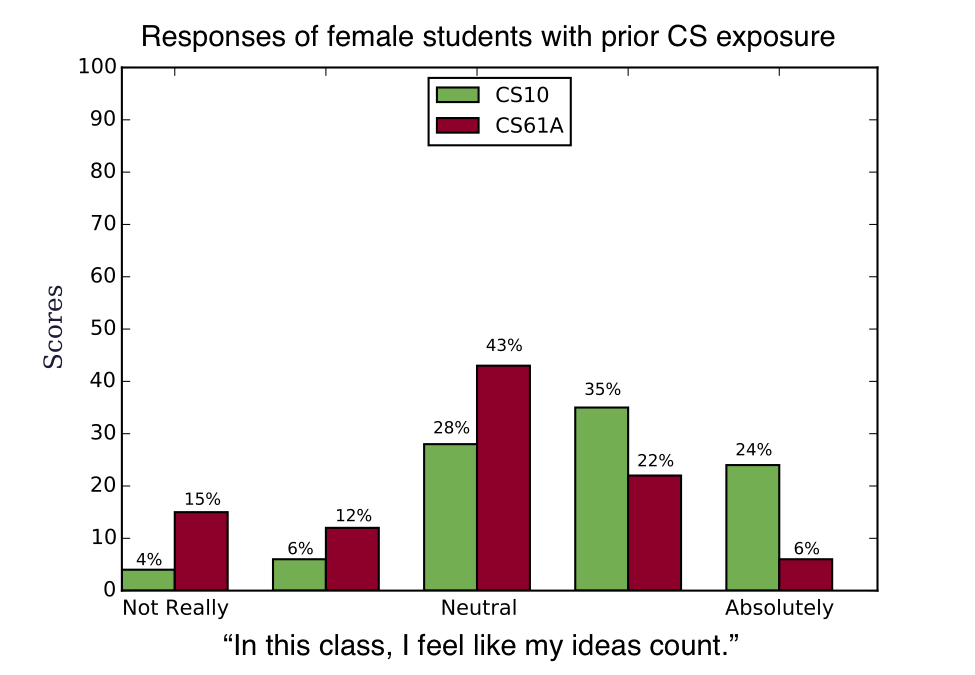 Responses of female students with prior CS exposure
CS10
CS61A
100
90
80
70
60
50
40
30
20
10
0
Scores
4%
15%
6%
12%
28%
43%
35%
22%
24%
6%
Not Really
Neutral
Absolutely
“In this class, I feel like my ideas count.”